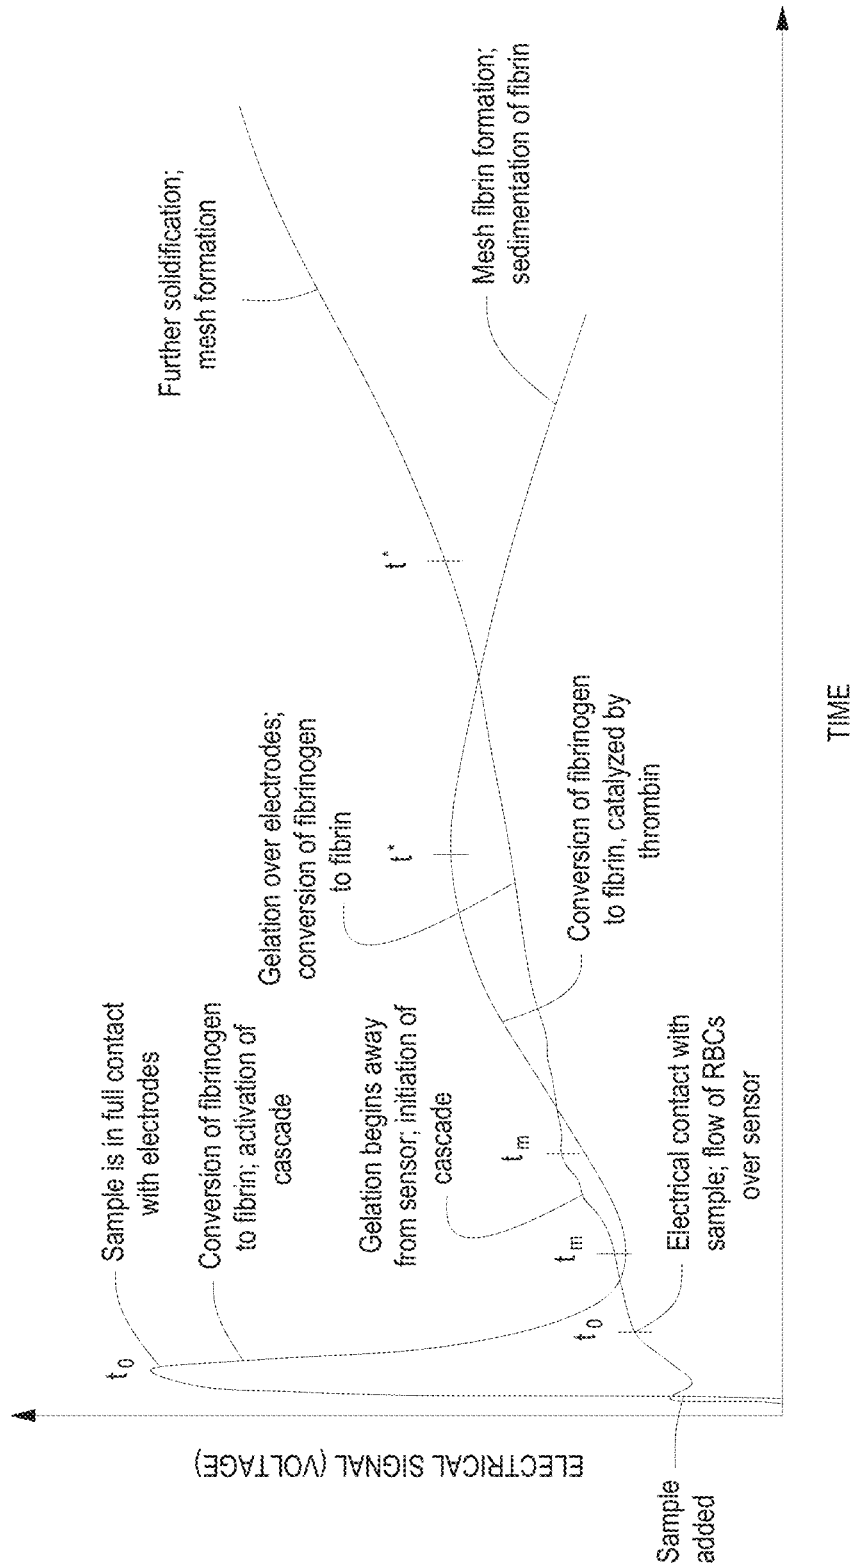 Sample is in full contact
with electrodes
t₀
Conversion of fibrinogen
to fibrin; activation of
cascade
Further solidification;
mesh formation
Gelation over electrodes;
conversion of fibrinogen
to fibrin
Gelation begins away
from sensor; initiation of
cascade
t*
t*
Mesh fibrin formation;
sedimentation of fibrin
tₘ
tₘ
t₀
Conversion of fibrinogen
to fibrin, catalyzed by
thrombin
Electrical contact with
sample; flow of RBCs
over sensor
Sample
added
ELECTRICAL SIGNAL (VOLTAGE)
TIME